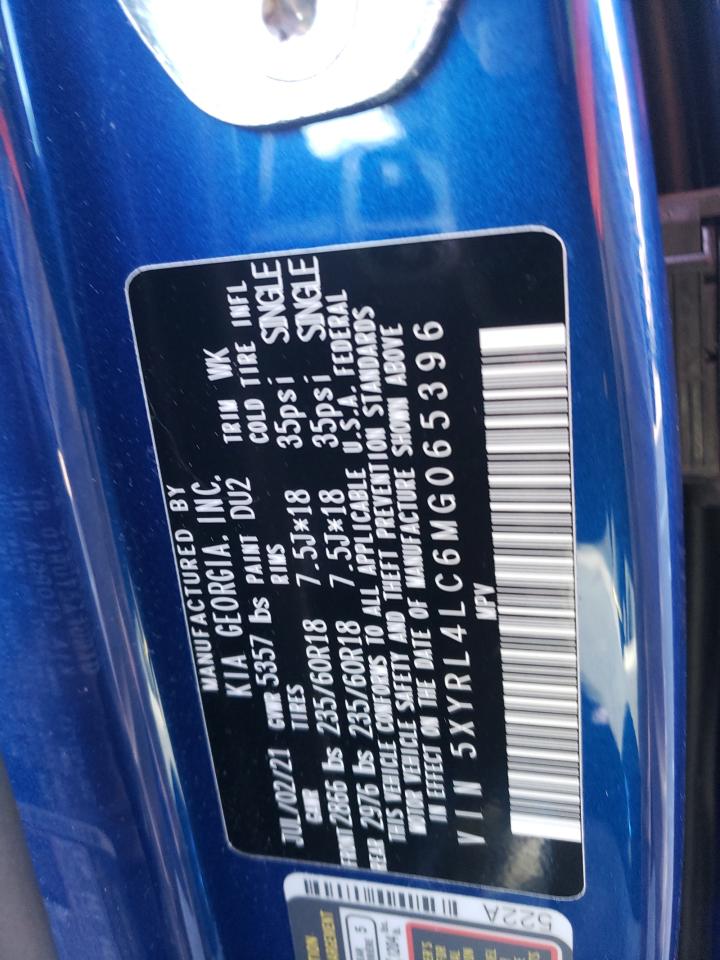 MANUFACTURED BY
KIA GEORGIA, INC.
JUL/02/21 GVWR 5357 lbs PAINT DU2 TRIM WK
GAWR TIRES RIMS COLD TIRE INFL
FRONT 2866 lbs 235/60R18 7.5J*18 35psi SINGLE
REAR 2976 lbs 235/60R18 7.5J*18 35psi SINGLE
THIS VEHICLE CONFORMS TO ALL APPLICABLE U.S.A. FEDERAL
MOTOR VEHICLE SAFETY AND THEFT PREVENTION STANDARDS
IN EFFECT ON THE DATE OF MANUFACTURE SHOWN ABOVE
VIN 5XYRL4LC6MG065396
MPV
522A